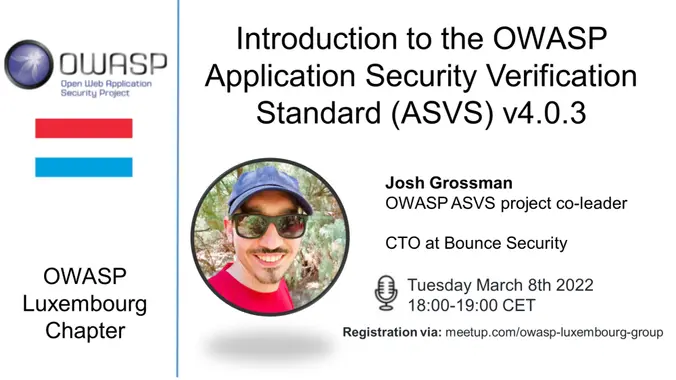 OWASP
Open Web Application
Security Project
OWASP
Luxembourg
Chapter
Introduction to the OWASP
Application Security Verification
Standard (ASVS) v4.0.3
Josh Grossman
OWASP ASVS project co-leader
CTO at Bounce Security
Tuesday March 8th 2022
18:00-19:00 CET
Registration via: meetup.com/owasp-luxembourg-group